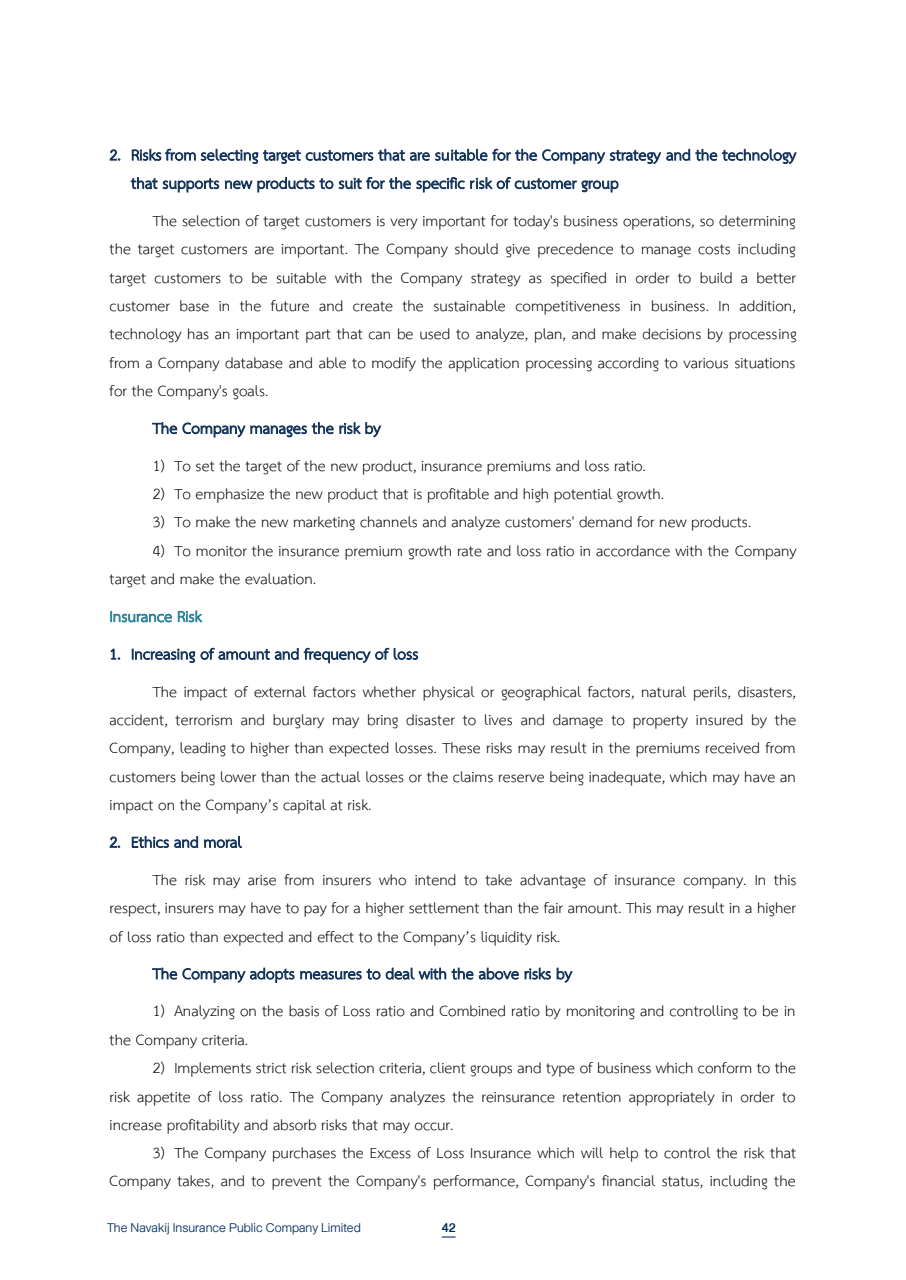 2. Risks from selecting target customers that are suitable for the Company strategy and the technology
that supports new products to suit for the specific risk of customer group
The selection of target customers is very important for today's business operations, so determining
the target customers are important. The Company should give precedence to manage costs including
target customers to be suitable with the Company strategy as specified in order to build a better
customer base in the future and create the sustainable competitiveness in business. In addition,
technology has an important part that can be used to analyze, plan, and make decisions by processing
from a Company database and able to modify the application processing according to various situations
for the Company's goals.
The Company manages the risk by
1) To set the target of the new product, insurance premiums and loss ratio.
2) To emphasize the new product that is profitable and high potential growth.
3) To make the new marketing channels and analyze customers' demand for new products.
4) To monitor the insurance premium growth rate and loss ratio in accordance with the Company
target and make the evaluation.
Insurance Risk
1. Increasing of amount and frequency of loss
The impact of external factors whether physical or geographical factors, natural perils, disasters,
accident, terrorism and burglary may bring disaster to lives and damage to property insured by the
Company, leading to higher than expected losses. These risks may result in the premiums received from
customers being lower than the actual losses or the claims reserve being inadequate, which may have an
impact on the Company's capital at risk.
2. Ethics and moral
The risk may arise from insurers who intend to take advantage of insurance company. In this
respect, insurers may have to pay for a higher settlement than the fair amount. This may result in a higher
of loss ratio than expected and effect to the Company's liquidity risk.
The Company adopts measures to deal with the above risks by
1) Analyzing on the basis of Loss ratio and Combined ratio by monitoring and controlling to be in
the Company criteria.
2) Implements strict risk selection criteria, client groups and type of business which conform to the
risk appetite of loss ratio. The Company analyzes the reinsurance retention appropriately in order to
increase profitability and absorb risks that may occur.
3) The Company purchases the Excess of Loss Insurance which will help to control the risk that
Company takes, and to prevent the Company's performance, Company's financial status, including the
The Navakij Insurance Public Company Limited 42